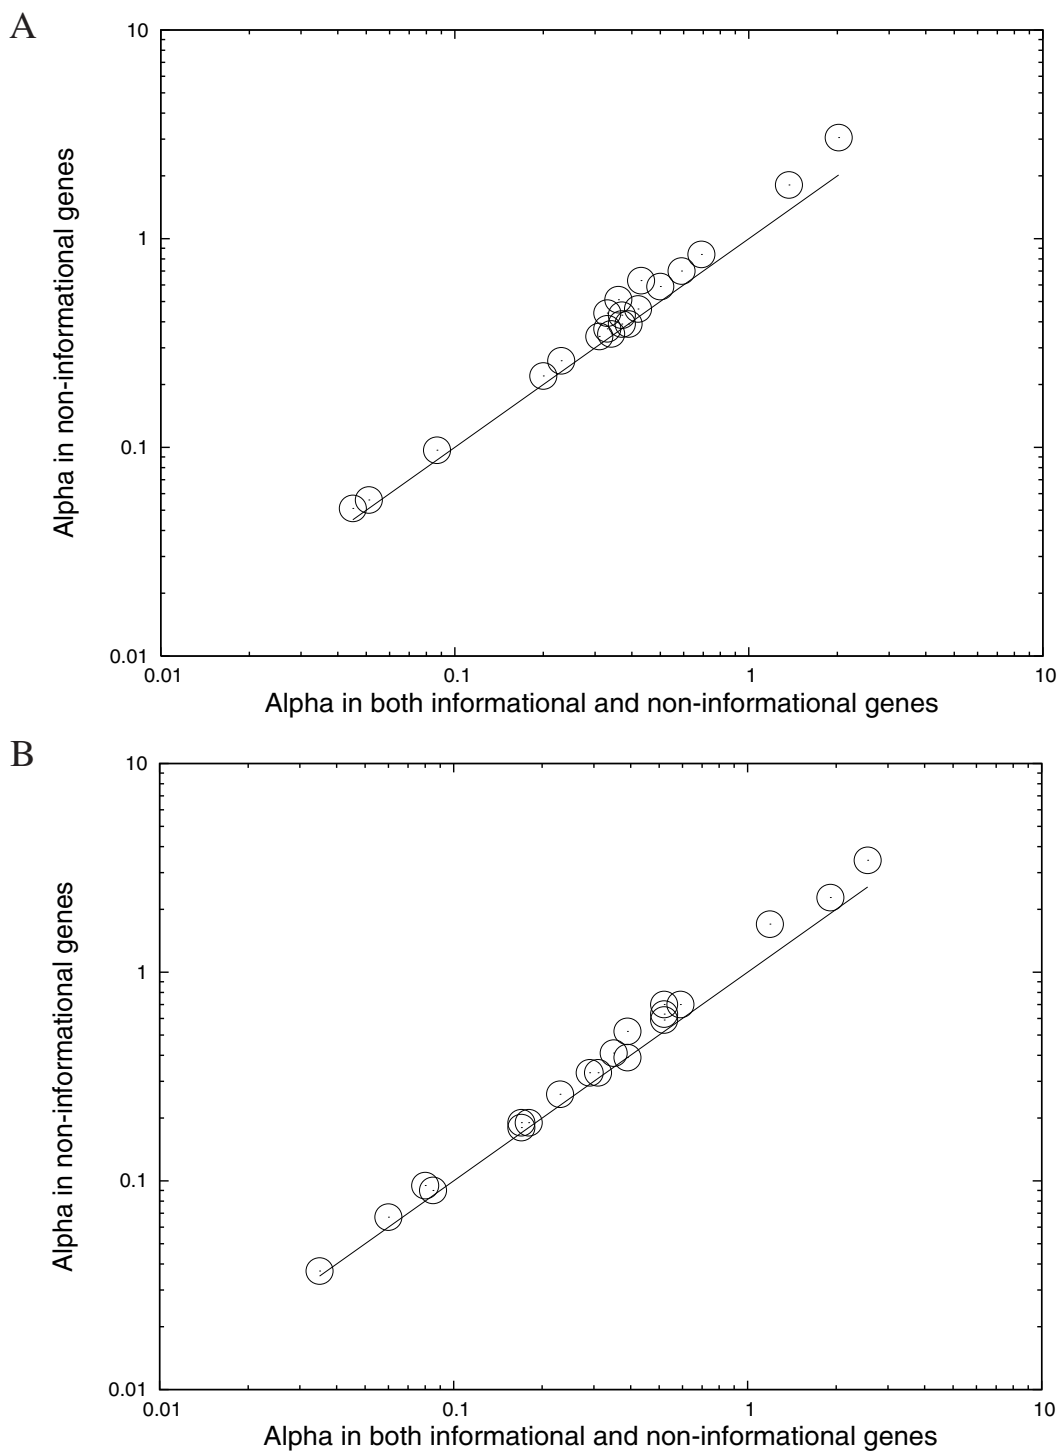 A
10
1
0.1
0.01
Alpha in non-informational genes
0.01 0.1 1 10
Alpha in both informational and non-informational genes
B
10
1
0.1
0.01
Alpha in non-informational genes
0.01 0.1 1 10
Alpha in both informational and non-informational genes